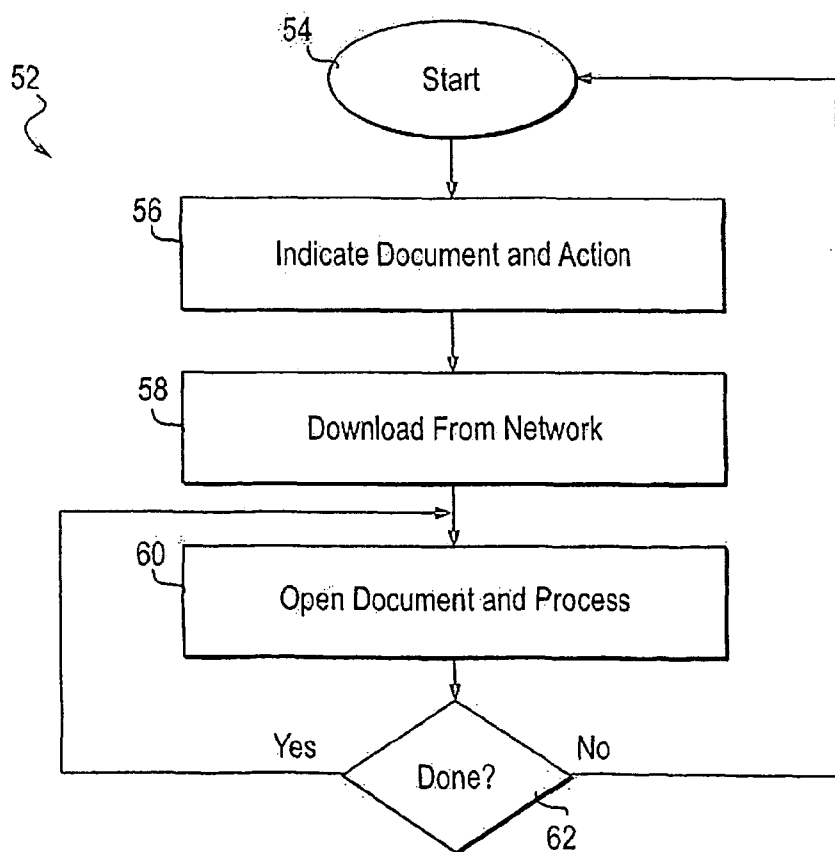 54
Start
52
56
Indicate Document and Action
58
Download From Network
60
Open Document and Process
Yes
Done?
No
62